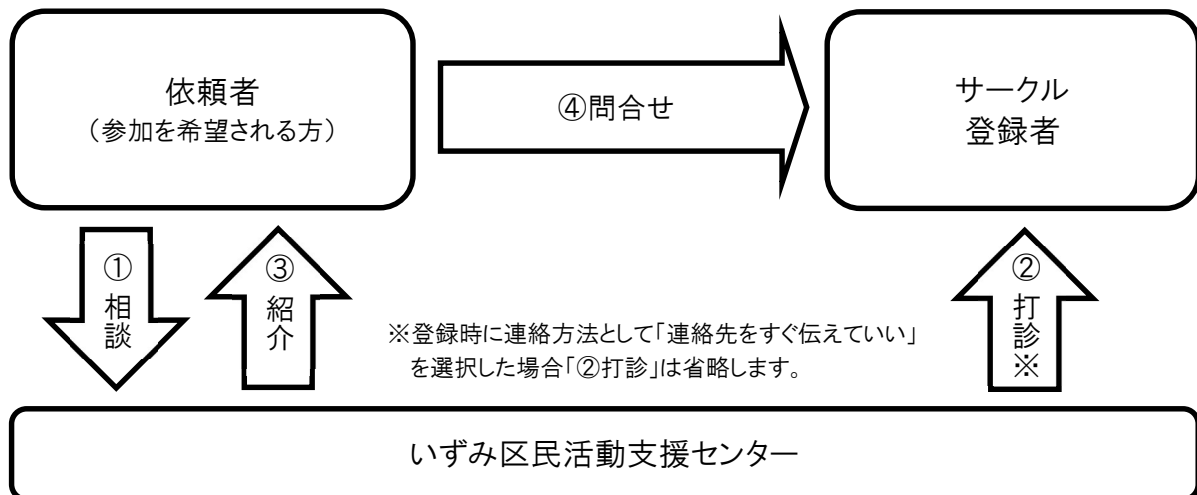 依頼者
（参加を希望される方）
④問合せ
サークル
登録者
①相談
③紹介
②打診※
※登録時に連絡方法として「連絡先をすぐ伝えていい」
を選択した場合「②打診」は省略します。
いずみ区民活動支援センター